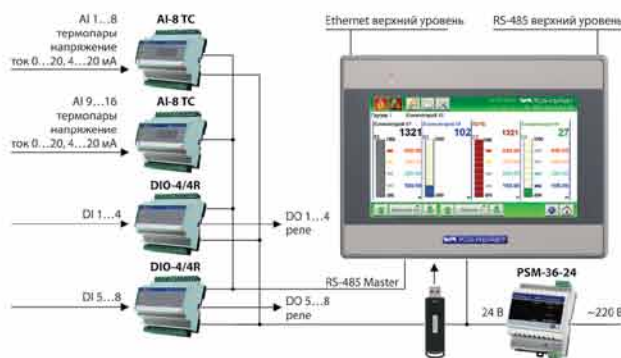 AI 1...8
термопары
напряжение
ток 0...20, 4...20 мА
AI-8 TC
AI 9...16
термопары
напряжение
ток 0...20, 4...20 мА
AI-8 TC
DI 1...4
DIO-4/4R
DO 1...4
реле
DI 5...8
DIO-4/4R
DO 5...8
реле
Ethernet верхний уровень
RS-485 верхний уровень
1321
102
1321
27
RS-485 Master
PSM-36-24
24 В
~220 В